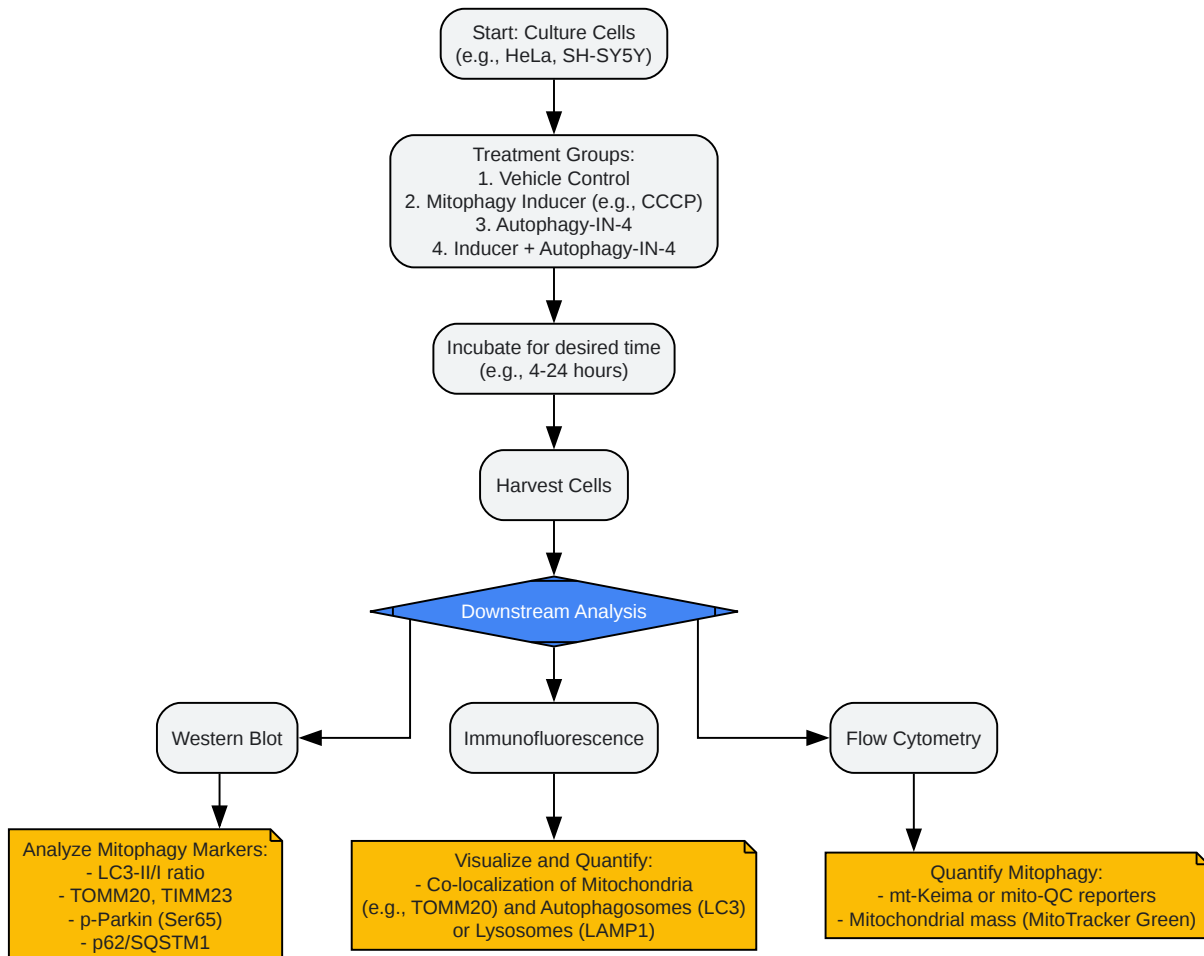 Start: Culture Cells
(e.g., HeLa, SH-SY5Y)
Treatment Groups:
1. Vehicle Control
2. Mitophagy Inducer (e.g., CCCP)
3. Autophagy-IN-4
4. Inducer + Autophagy-IN-4
Incubate for desired time
(e.g., 4-24 hours)
Harvest Cells
Downstream Analysis
Western Blot
Immunofluorescence
Flow Cytometry
Analyze Mitophagy Markers:
- LC3-II/I ratio
- TOMM20, TIMM23
- p-Parkin (Ser65)
- p62/SQSTM1
Visualize and Quantify:
- Co-localization of Mitochondria
(e.g., TOMM20) and Autophagosomes (LC3)
or Lysosomes (LAMP1)
Quantify Mitophagy:
- mt-Keima or mito-QC reporters
- Mitochondrial mass (MitoTracker Green)